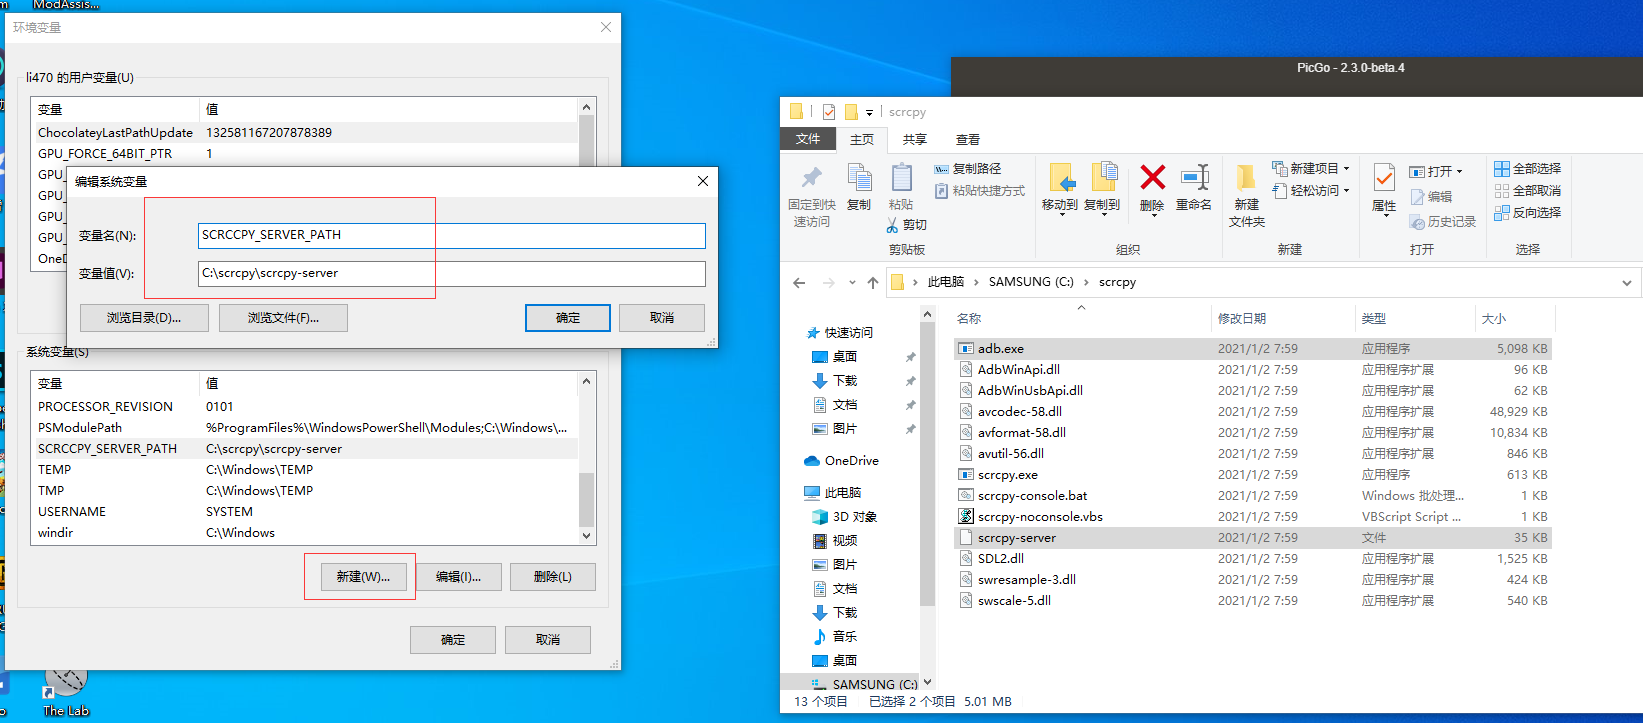 ModAssis...
环境变量
li470 的用户变量(U)
变量 值
ChocolateyLastPathUpdate 132581167207878389
GPU_FORCE_64BIT_PTR 1
GPU_
GPU_
GPU_
GPU_
OneD
编辑系统变量
变量名(N): SCRCCPY_SERVER_PATH
变量值(V): C:\scrcpy\scrcpy-server
浏览目录(D)... 浏览文件(F)... 确定 取消
系统变量(S)
变量 值
PROCESSOR_REVISION 0101
PSModulePath %ProgramFiles%\WindowsPowerShell\Modules;C:\Windows\...
SCRCCPY_SERVER_PATH C:\scrcpy\scrcpy-server
TEMP C:\Windows\TEMP
TMP C:\Windows\TEMP
USERNAME SYSTEM
windir C:\Windows
新建(W)... 编辑(I)... 删除(L)
确定 取消
The Lab
PicGo - 2.3.0-beta.4
scrcpy
文件 主页 共享 查看
固定到快速访问
复制
粘贴
复制路径
粘贴快捷方式
剪切
剪贴板
移动到 复制到 删除 重命名
组织
新建
文件夹
新建项目
轻松访问
新建
属性
打开
编辑
历史记录
打开
全部选择
全部取消
反向选择
选择
此电脑 › SAMSUNG (C:) › scrcpy
快速访问
桌面
下载
文档
图片
OneDrive
此电脑
3D 对象
视频
图片
文档
下载
音乐
桌面
SAMSUNG (C:)
名称 修改日期 类型 大小
adb.exe 2021/1/2 7:59 应用程序 5,098 KB
AdbWinApi.dll 2021/1/2 7:59 应用程序扩展 96 KB
AdbWinUsbApi.dll 2021/1/2 7:59 应用程序扩展 62 KB
avcodec-58.dll 2021/1/2 7:59 应用程序扩展 48,929 KB
avformat-58.dll 2021/1/2 7:59 应用程序扩展 10,834 KB
avutil-56.dll 2021/1/2 7:59 应用程序扩展 846 KB
scrcpy.exe 2021/1/2 7:59 应用程序 613 KB
scrcpy-console.bat 2021/1/2 7:59 Windows 批处理... 1 KB
scrcpy-noconsole.vbs 2021/1/2 7:59 VBScript Script ... 1 KB
scrcpy-server 2021/1/2 7:59 文件 35 KB
SDL2.dll 2021/1/2 7:59 应用程序扩展 1,525 KB
swresample-3.dll 2021/1/2 7:59 应用程序扩展 424 KB
swscale-5.dll 2021/1/2 7:59 应用程序扩展 540 KB
13 个项目 已选择 2 个项目 5.01 MB